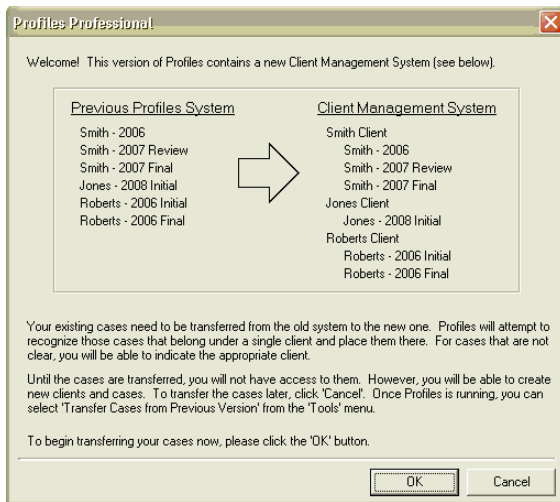 Profiles Professional
Welcome! This version of Profiles contains a new Client Management System (see below).
Previous Profiles System
Smith - 2006
Smith - 2007 Review
Smith - 2007 Final
Jones - 2008 Initial
Roberts - 2006 Initial
Roberts - 2006 Final
Client Management System
Smith Client
Smith - 2006
Smith - 2007 Review
Smith - 2007 Final
Jones Client
Jones - 2008 Initial
Roberts Client
Roberts - 2006 Initial
Roberts - 2006 Final
Your existing cases need to be transferred from the old system to the new one. Profiles will attempt to
recognize those cases that belong under a single client and place them there. For cases that are not
clear, you will be able to indicate the appropriate client.
Until the cases are transferred, you will not have access to them. However, you will be able to create
new clients and cases. To transfer the cases later, click 'Cancel'. Once Profiles is running, you can
select 'Transfer Cases from Previous Version' from the 'Tools' menu.
To begin transferring your cases now, please click the 'OK' button.
OK
Cancel